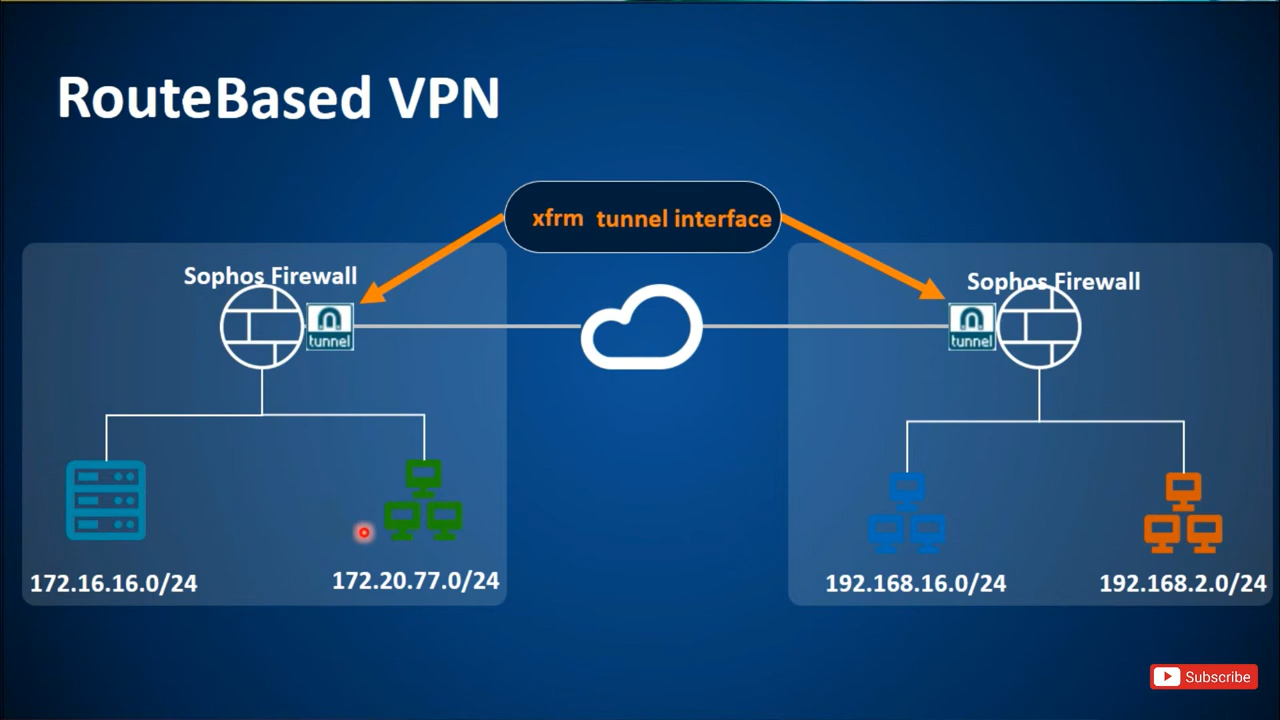 RouteBased VPN
xfrm tunnel interface
Sophos Firewall
Sophos Firewall
tunnel
tunnel
172.16.16.0/24
172.20.77.0/24
192.168.16.0/24
192.168.2.0/24
Subscribe